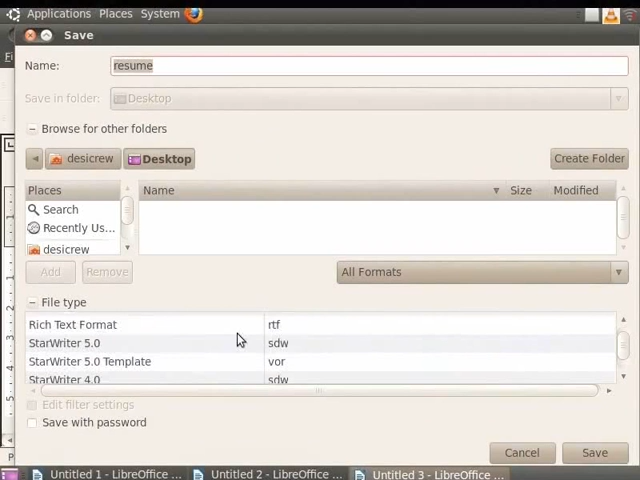 Applications Places System
Save
Name: resume
Save in folder: Desktop
Browse for other folders
desicrew Desktop Create Folder
Places Name Size Modified
Search
Recently Us...
desicrew
Add Remove All Formats
File type
Rich Text Format rtf
StarWriter 5.0 sdw
StarWriter 5.0 Template vor
StarWriter 4.0 sdw
Edit filter settings
Save with password
Cancel Save
Untitled 1 - LibreOffice ... Untitled 2 - LibreOffice ... Untitled 3 - LibreOffice ...